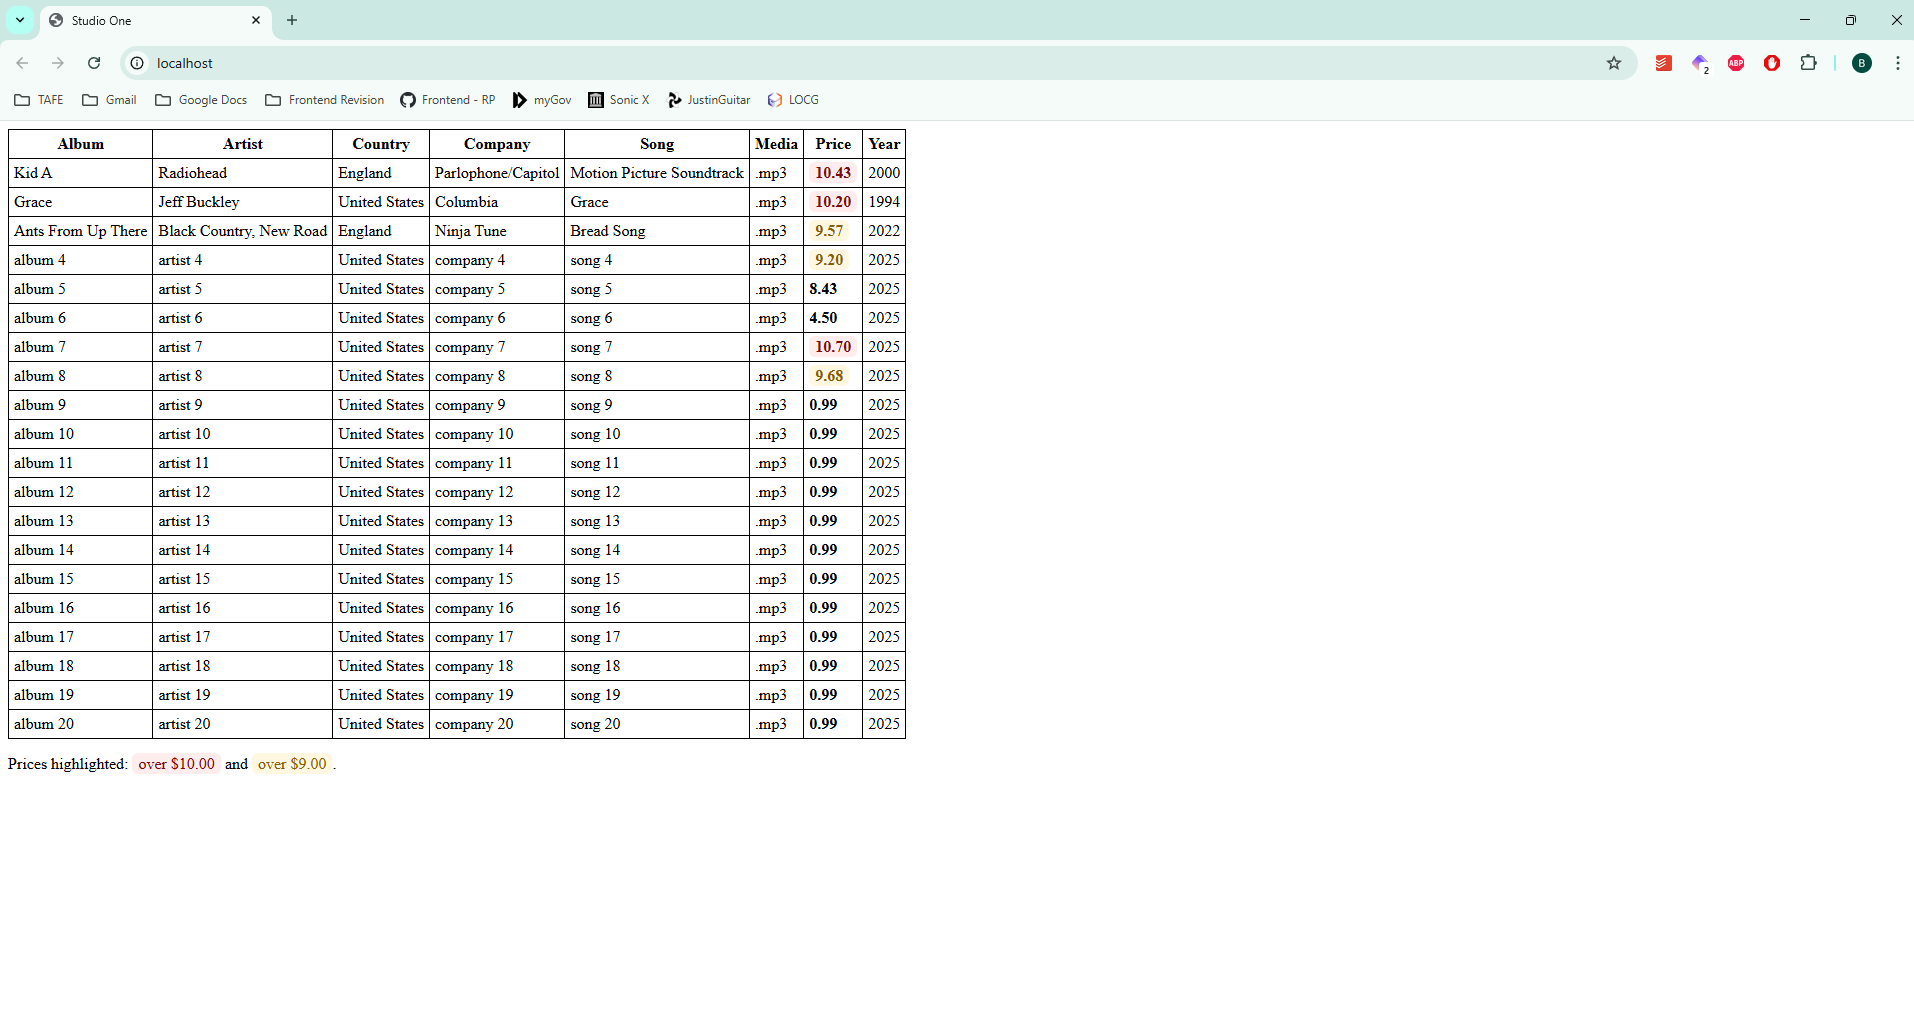 Studio One
localhost
2
ABP
B
TAFE Gmail Google Docs Frontend Revision Frontend - RP myGov Sonic X JustinGuitar LOCG
Album Artist Country Company Song Media Price Year
Kid A Radiohead England Parlophone/Capitol Motion Picture Soundtrack .mp3 10.43 2000
Grace Jeff Buckley United States Columbia Grace .mp3 10.20 1994
Ants From Up There Black Country, New Road England Ninja Tune Bread Song .mp3 9.57 2022
album 4 artist 4 United States company 4 song 4 .mp3 9.20 2025
album 5 artist 5 United States company 5 song 5 .mp3 8.43 2025
album 6 artist 6 United States company 6 song 6 .mp3 4.50 2025
album 7 artist 7 United States company 7 song 7 .mp3 10.70 2025
album 8 artist 8 United States company 8 song 8 .mp3 9.68 2025
album 9 artist 9 United States company 9 song 9 .mp3 0.99 2025
album 10 artist 10 United States company 10 song 10 .mp3 0.99 2025
album 11 artist 11 United States company 11 song 11 .mp3 0.99 2025
album 12 artist 12 United States company 12 song 12 .mp3 0.99 2025
album 13 artist 13 United States company 13 song 13 .mp3 0.99 2025
album 14 artist 14 United States company 14 song 14 .mp3 0.99 2025
album 15 artist 15 United States company 15 song 15 .mp3 0.99 2025
album 16 artist 16 United States company 16 song 16 .mp3 0.99 2025
album 17 artist 17 United States company 17 song 17 .mp3 0.99 2025
album 18 artist 18 United States company 18 song 18 .mp3 0.99 2025
album 19 artist 19 United States company 19 song 19 .mp3 0.99 2025
album 20 artist 20 United States company 20 song 20 .mp3 0.99 2025
Prices highlighted: over $10.00 and over $9.00 .